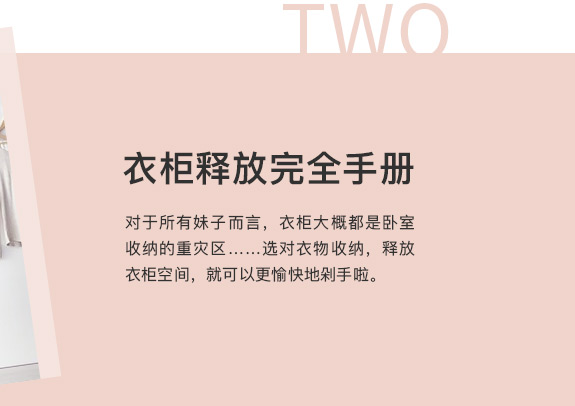 TWO
衣柜释放完全手册
对于所有妹子而言，衣柜大概都是卧室
收纳的重灾区……选对衣物收纳，释放
衣柜空间，就可以更愉快地剁手啦。